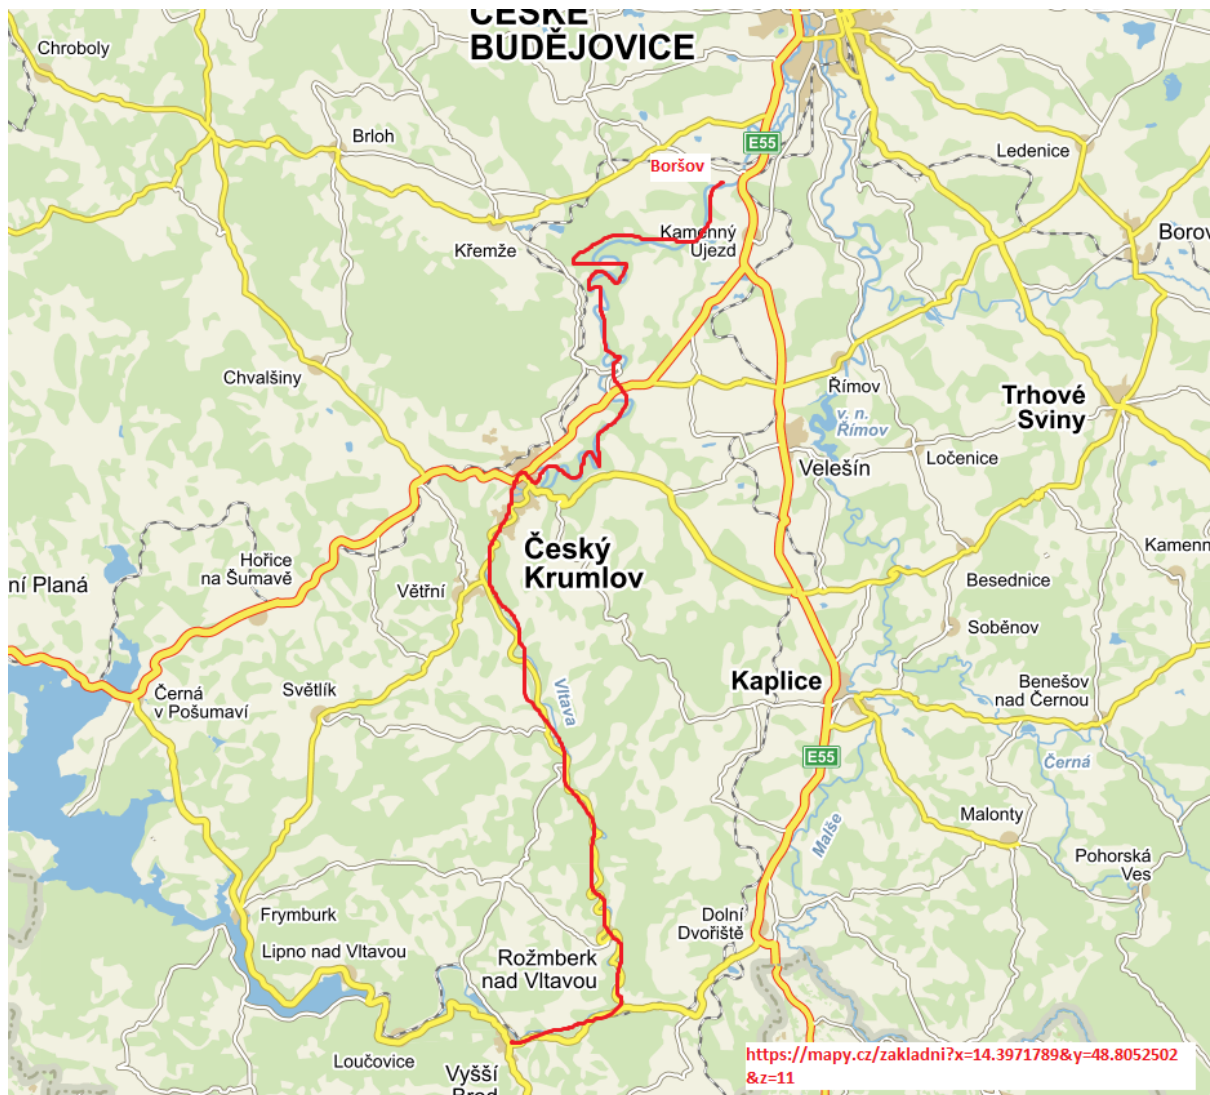 ČESKÉ
BUDĚJOVICE
Chroboly
Brloh
E55
Ledenice
Boršov
Křemže
Kamenný
Újezd
Borov
Chvalšiny
Římov
v. n.
Římov
Trhové
Sviny
Velešín
Ločenice
Český
Krumlov
Hořice
na Šumavě
ní Planá
Větřní
Kamenn
Besednice
Soběnov
Kaplice
Benešov
nad Černou
Černá
v Pošumaví
Světlík
Vltava
E55
Černá
Malše
Malonty
Pohorská
Ves
Frymburk
Dolní
Dvořiště
Lipno nad Vltavou
Rožmberk
nad Vltavou
Loučovice
Vyšší
Brod
https://mapy.cz/zakladni?x=14.3971789&y=48.8052502
&z=11